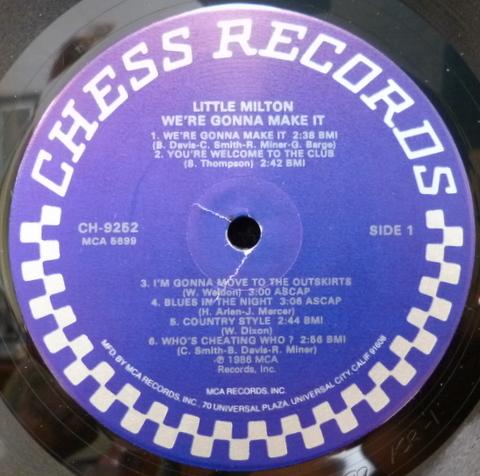 CHESS RECORDS
LITTLE MILTON
WE'RE GONNA MAKE IT
1. WE'RE GONNA MAKE IT 2:38 BMI
(B. Davis-C. Smith-R. Miner-G. Barge)
2. YOU'RE WELCOME TO THE CLUB
(B. Thompson) 2:42 BMI
CH-9252
MCA 5699
SIDE 1
3. I'M GONNA MOVE TO THE OUTSKIRTS
(W. Weldon) 3:00 ASCAP
4. BLUES IN THE NIGHT 3:06 ASCAP
(H. Arlen-J. Mercer)
5. COUNTRY STYLE 2:44 BMI
(W. Dixon)
6. WHO'S CHEATING WHO? 2:56 BMI
(C. Smith-B. Davis-R. Miner)
℗ 1986 MCA
Records, Inc.
MCA RECORDS, INC.
MFD. BY MCA RECORDS, INC., 70 UNIVERSAL PLAZA, UNIVERSAL CITY, CALIF. 91608